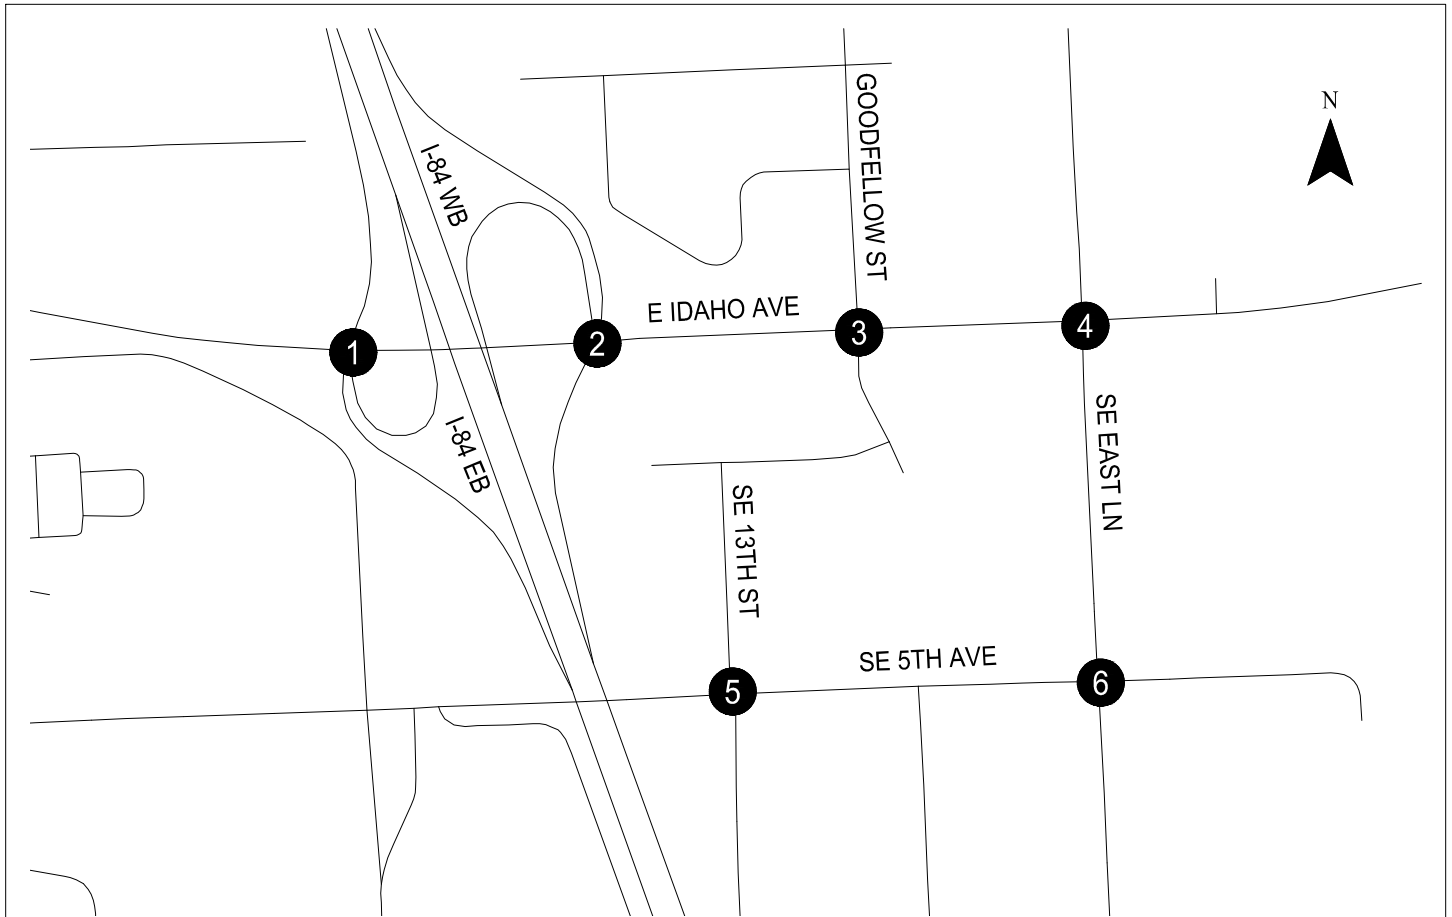 N
GOODFELLOW ST
I-84 WB
E IDAHO AVE
1
2
3
4
I-84 EB
SE EAST LN
SE 13TH ST
SE 5TH AVE
5
6